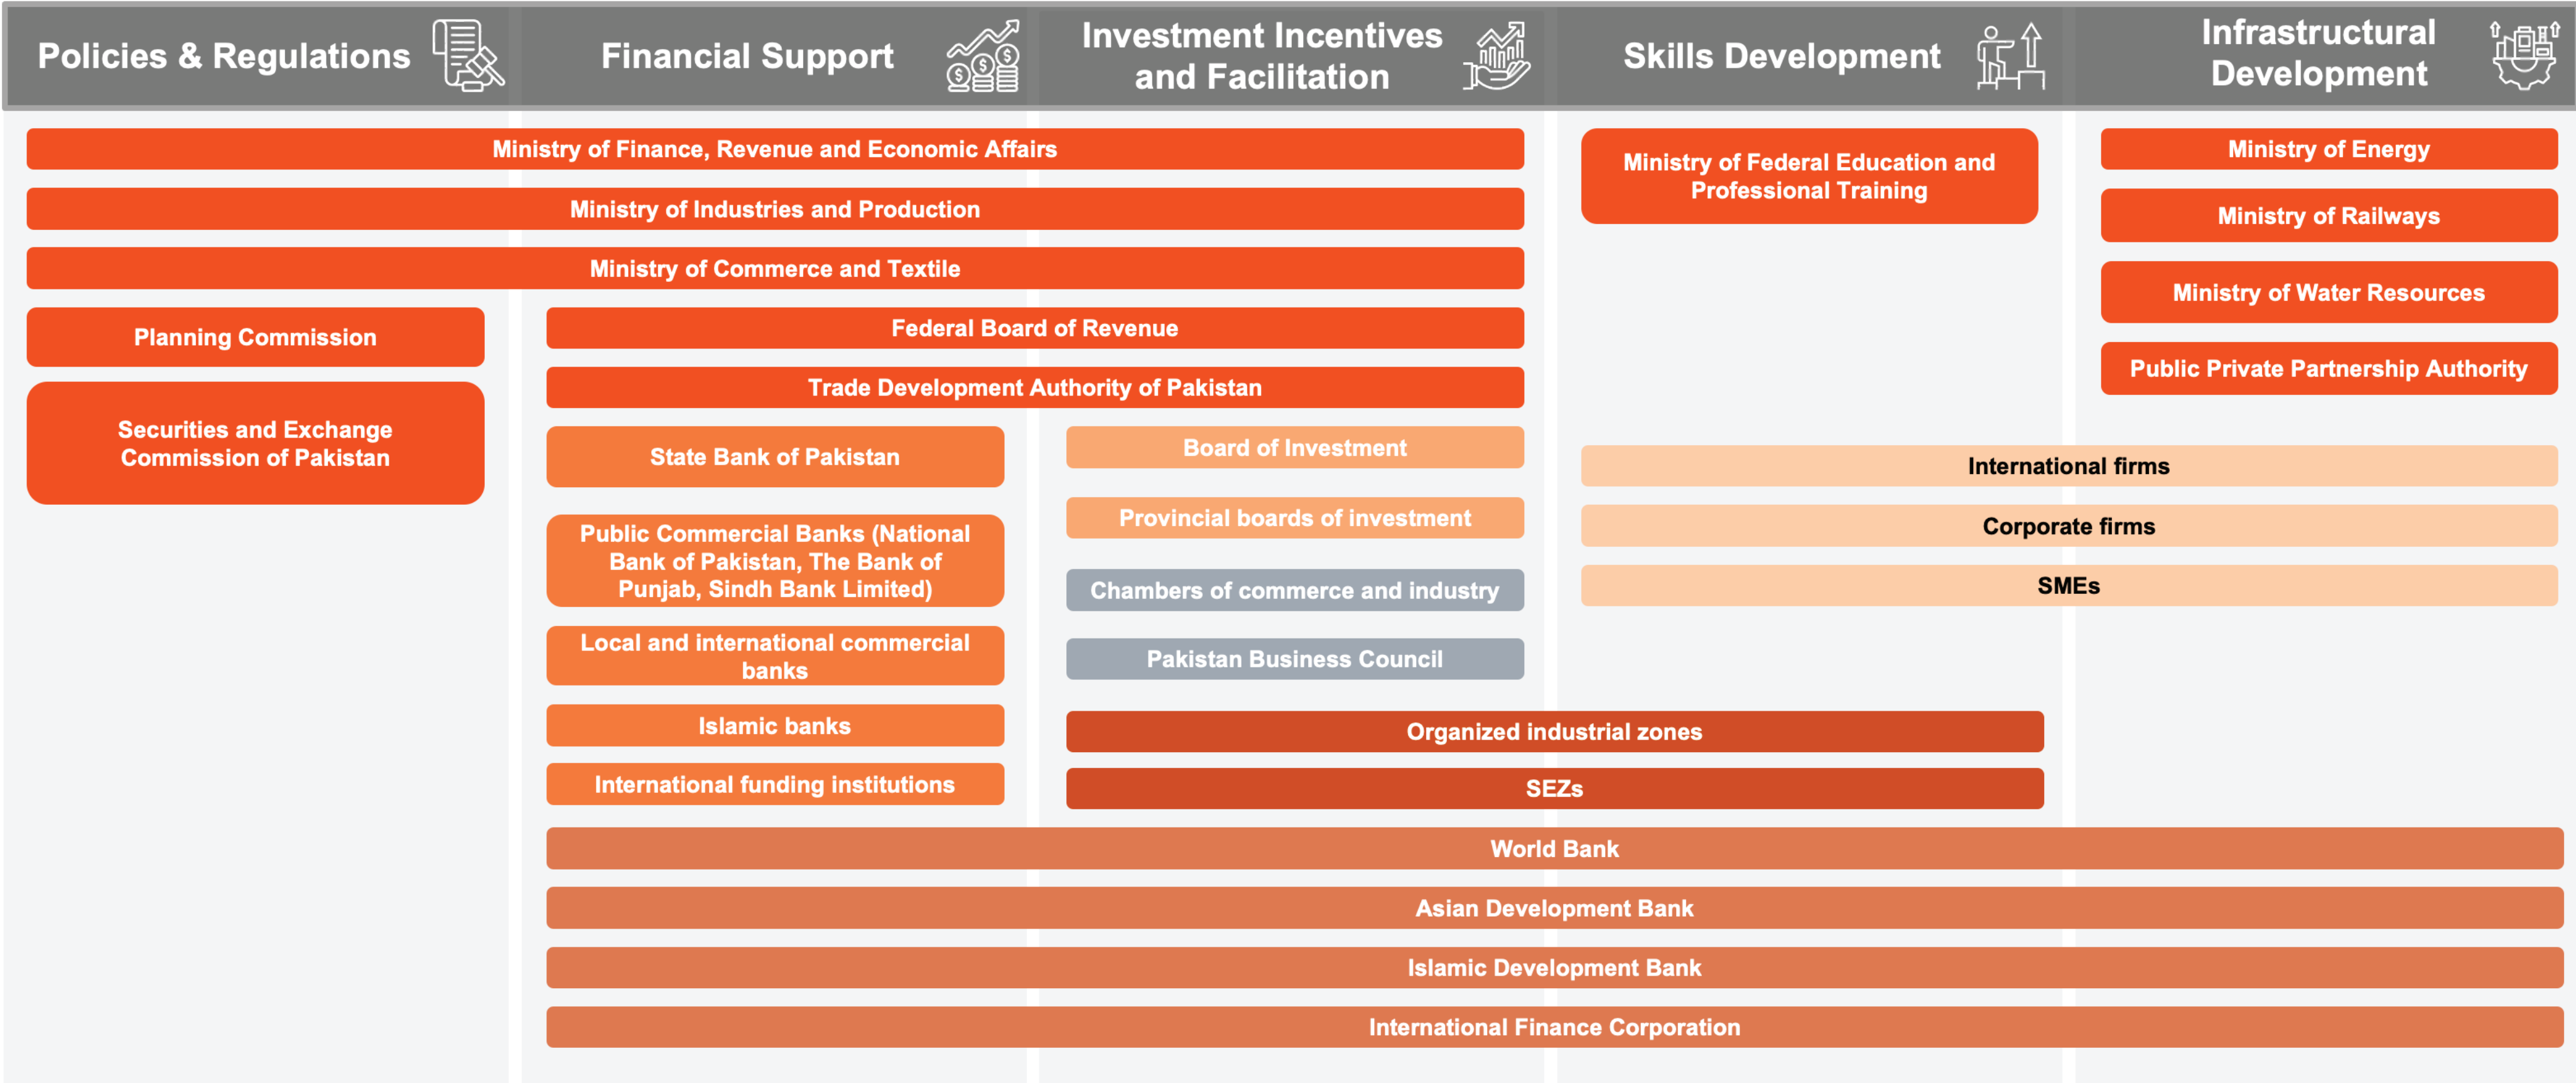 Policies & Regulations
Financial Support
Investment Incentives
and Facilitation
Skills Development
Infrastructural
Development
Ministry of Finance, Revenue and Economic Affairs
Ministry of Industries and Production
Ministry of Commerce and Textile
Planning Commission
Securities and Exchange
Commission of Pakistan
Federal Board of Revenue
Trade Development Authority of Pakistan
State Bank of Pakistan
Public Commercial Banks (National
Bank of Pakistan, The Bank of
Punjab, Sindh Bank Limited)
Local and international commercial
banks
Islamic banks
International funding institutions
Board of Investment
Provincial boards of investment
Chambers of commerce and industry
Pakistan Business Council
Organized industrial zones
SEZs
Ministry of Federal Education and
Professional Training
Ministry of Energy
Ministry of Railways
Ministry of Water Resources
Public Private Partnership Authority
International firms
Corporate firms
SMEs
World Bank
Asian Development Bank
Islamic Development Bank
International Finance Corporation